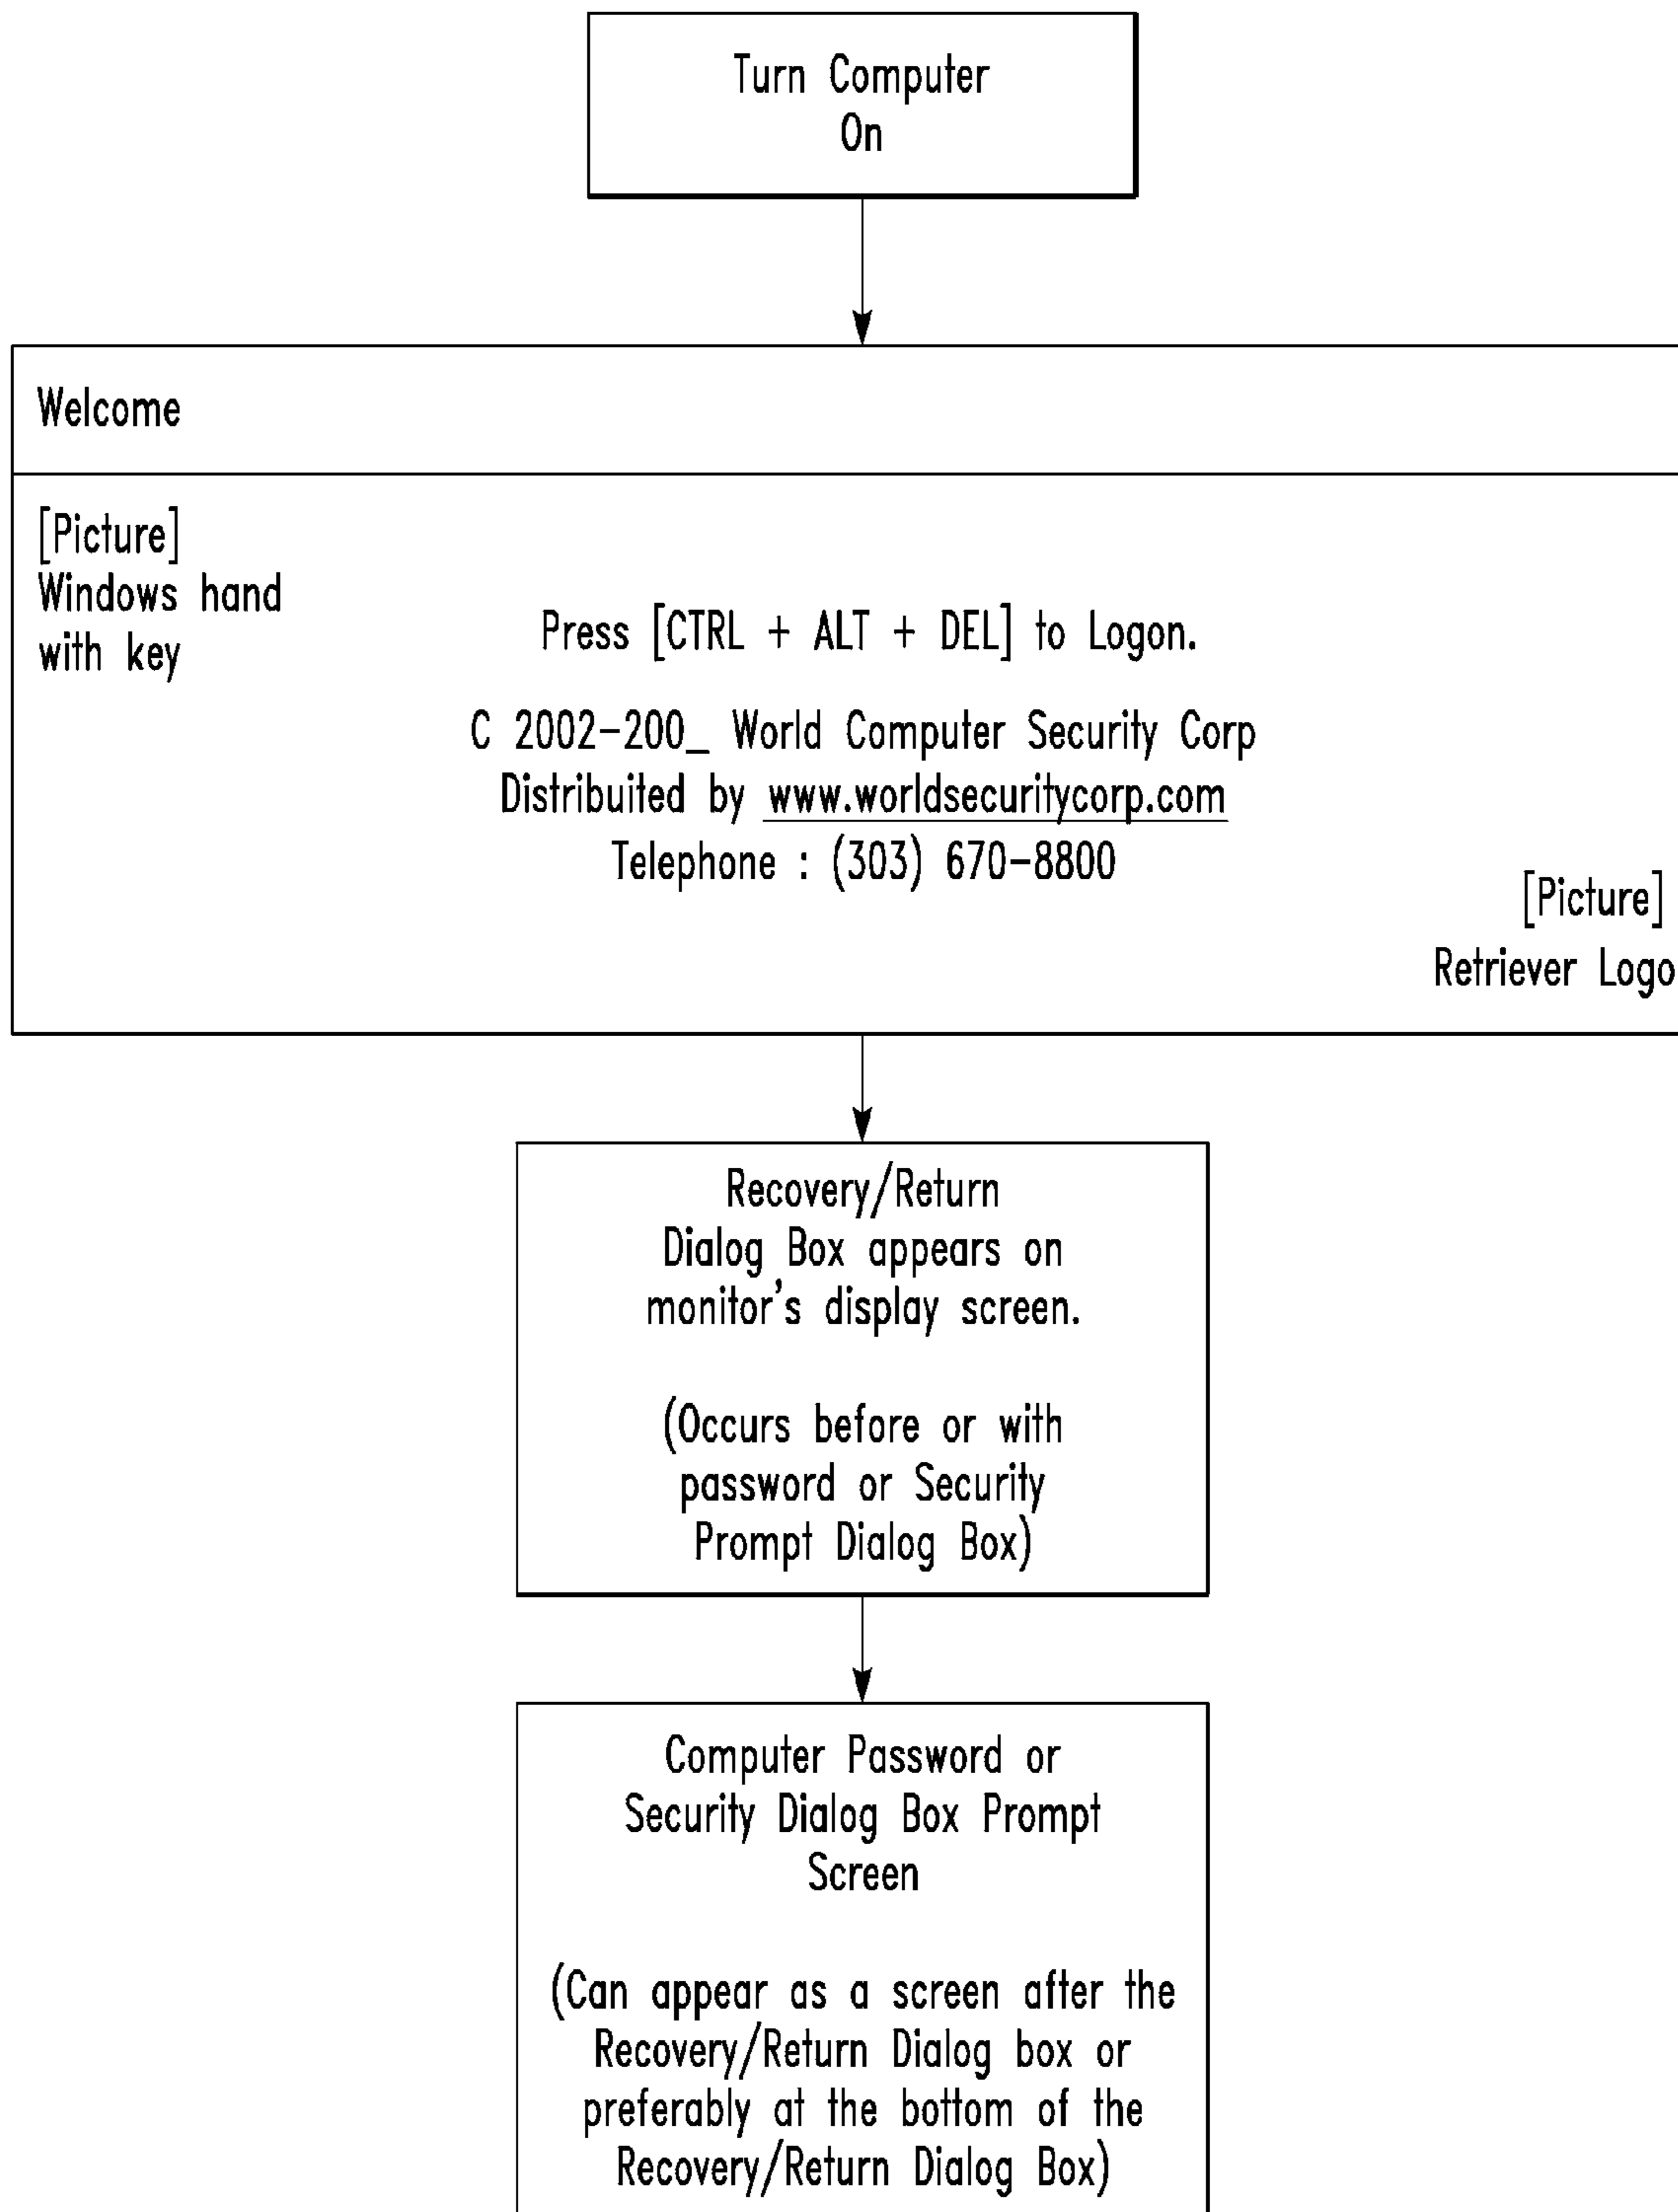 Turn Computer
On
Welcome
[Picture]
Windows hand
with key
Press [CTRL + ALT + DEL] to Logon.
C 2002-200_ World Computer Security Corp
Distribuited by www.worldsecuritycorp.com
Telephone : (303) 670-8800
[Picture]
Retriever Logo
Recovery/Return
Dialog Box appears on
monitor's display screen.
(Occurs before or with
password or Security
Prompt Dialog Box)
Computer Password or
Security Dialog Box Prompt
Screen
(Can appear as a screen after the
Recovery/Return Dialog box or
preferably at the bottom of the
Recovery/Return Dialog Box)